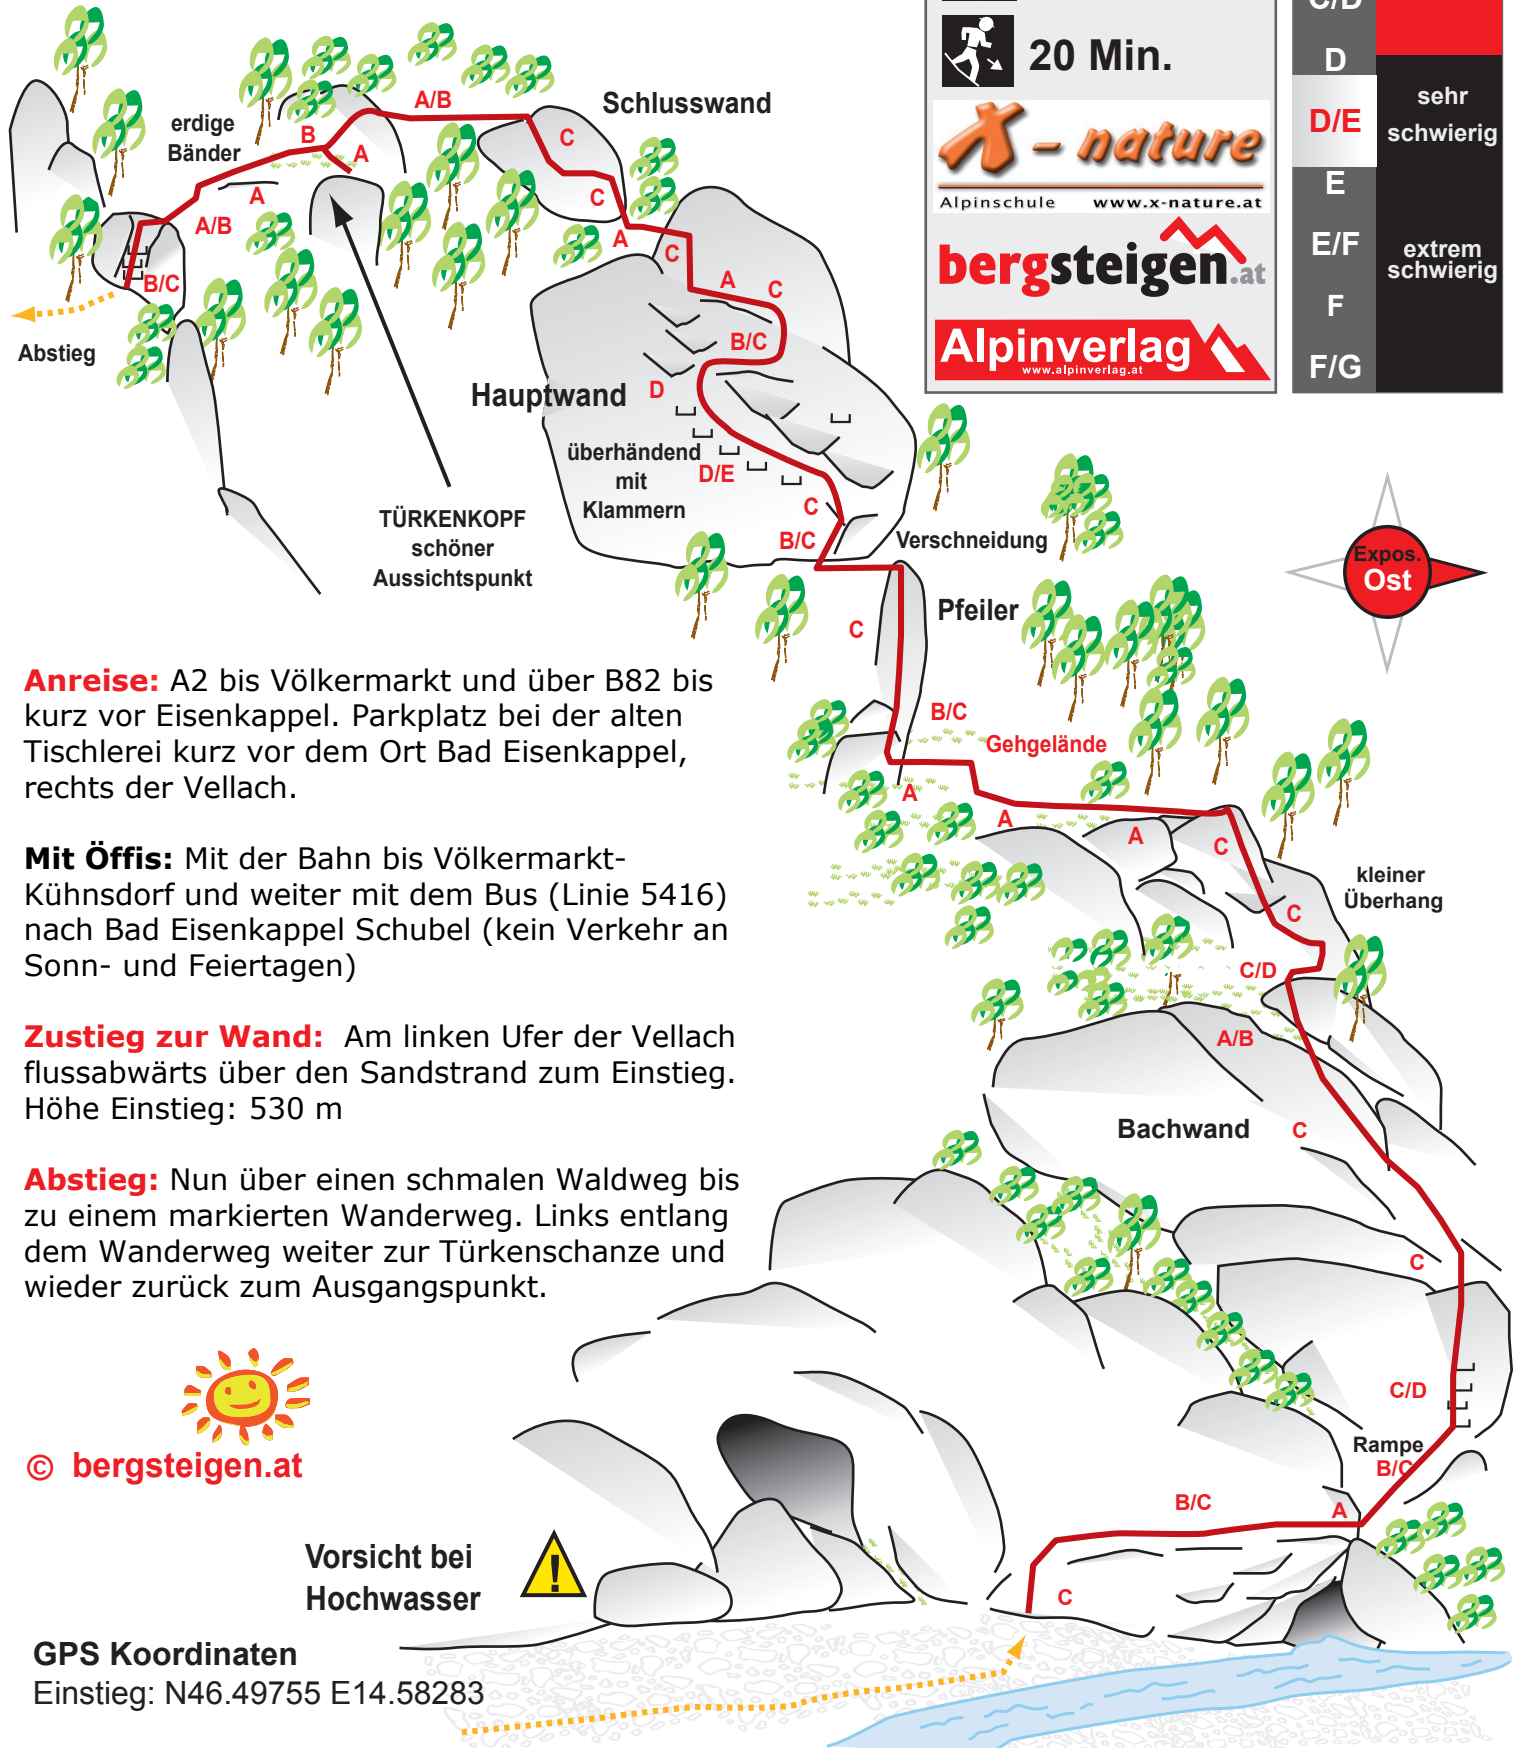 C/D
20 Min.
D
sehr
schwierig
D/E
X - nature
Alpinschule www.x-nature.at
E
bergsteigen.at
E/F
extrem
schwierig
F
Alpinverlag
www.alpinverlag.at
F/G
Schlusswand
A/B
erdige
Bänder
B
A
C
A
C
A/B
A
C
B/C
A
C
B/C
Abstieg
Hauptwand
D
überhändend
mit
Klammern
D/E
C
TÜRKENKOPF
schöner
Aussichtspunkt
B/C
Verschneidung
Expos.
Ost
Pfeiler
C
B/C
Gehgelände
A
A
A
C
kleiner
Überhang
C
C/D
A/B
Bachwand
C
C
C/D
Rampe
B/C
B/C
A
C
Anreise: A2 bis Völkermarkt und über B82 bis
kurz vor Eisenkappel. Parkplatz bei der alten
Tischlerei kurz vor dem Ort Bad Eisenkappel,
rechts der Vellach.
Mit Öffis: Mit der Bahn bis Völkermarkt-
Kühnsdorf und weiter mit dem Bus (Linie 5416)
nach Bad Eisenkappel Schubel (kein Verkehr an
Sonn- und Feiertagen)
Zustieg zur Wand: Am linken Ufer der Vellach
flussabwärts über den Sandstrand zum Einstieg.
Höhe Einstieg: 530 m
Abstieg: Nun über einen schmalen Waldweg bis
zu einem markierten Wanderweg. Links entlang
dem Wanderweg weiter zur Türkenschanze und
wieder zurück zum Ausgangspunkt.
© bergsteigen.at
Vorsicht bei
Hochwasser
!
GPS Koordinaten
Einstieg: N46.49755 E14.58283